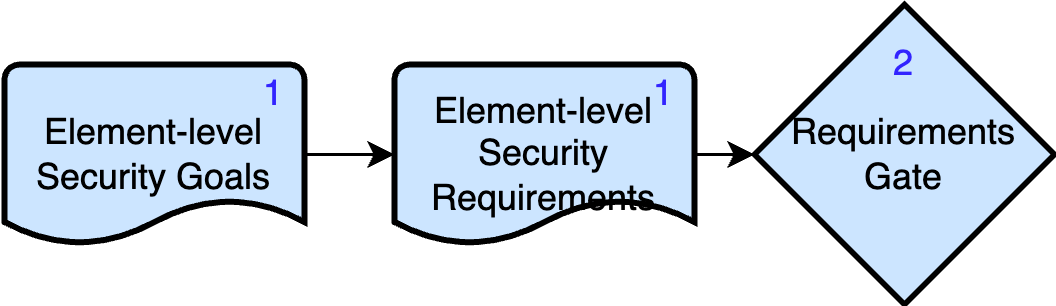 1
Element-level
Security Goals
1
Element-level
Security
Requirements
2
Requirements
Gate